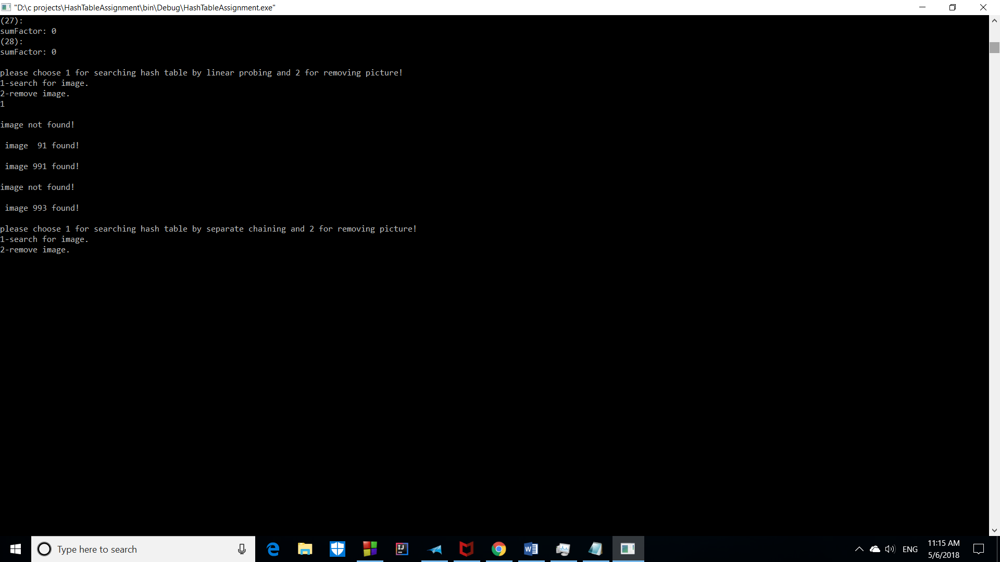 "D:\c projects\HashTableAssignment\bin\Debug\HashTableAssignment.exe"
(27):
sumFactor: 0
(28):
sumFactor: 0
please choose 1 for searching hash table by linear probing and 2 for removing picture!
1-search for image.
2-remove image.
1
image not found!
image  91 found!
image 991 found!
image not found!
image 993 found!
please choose 1 for searching hash table by separate chaining and 2 for removing picture!
1-search for image.
2-remove image.
Type here to search
IJ
W
ENG
11:15 AM
5/6/2018